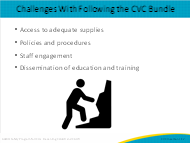 Challenges With Following the CVC Bundle
• Access to adequate supplies
• Policies and procedures
• Staff engagement
• Dissemination of education and training